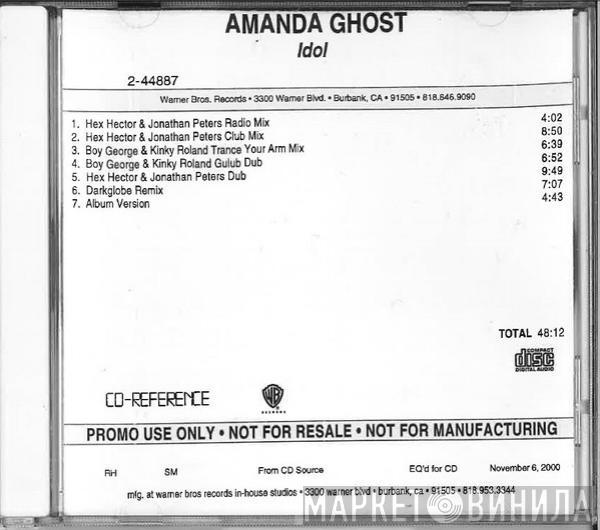 AMANDA GHOST
Idol
2-44887
Warner Bros. Records • 3300 Warner Blvd. • Burbank, CA • 91505 • 818.846.9090
1. Hex Hector & Jonathan Peters Radio Mix 4:02
2. Hex Hector & Jonathan Peters Club Mix 8:50
3. Boy George & Kinky Roland Trance Your Arm Mix 6:39
4. Boy George & Kinky Roland Gulub Dub 6:52
5. Hex Hector & Jonathan Peters Dub 9:49
6. Darkglobe Remix 7:07
7. Album Version 4:43
TOTAL 48:12
COMPACT
disc
DIGITAL AUDIO
CD-REFERENCE
WB
RECORDS
PROMO USE ONLY • NOT FOR RESALE • NOT FOR MANUFACTURING
RH SM From CD Source EQ'd for CD November 6, 2000
mfg. at warner bros records in-house studios • 3300 warner blvd • burbank, ca • 91505 • 818.953.3344
МАРКЕТ ВИНИЛА